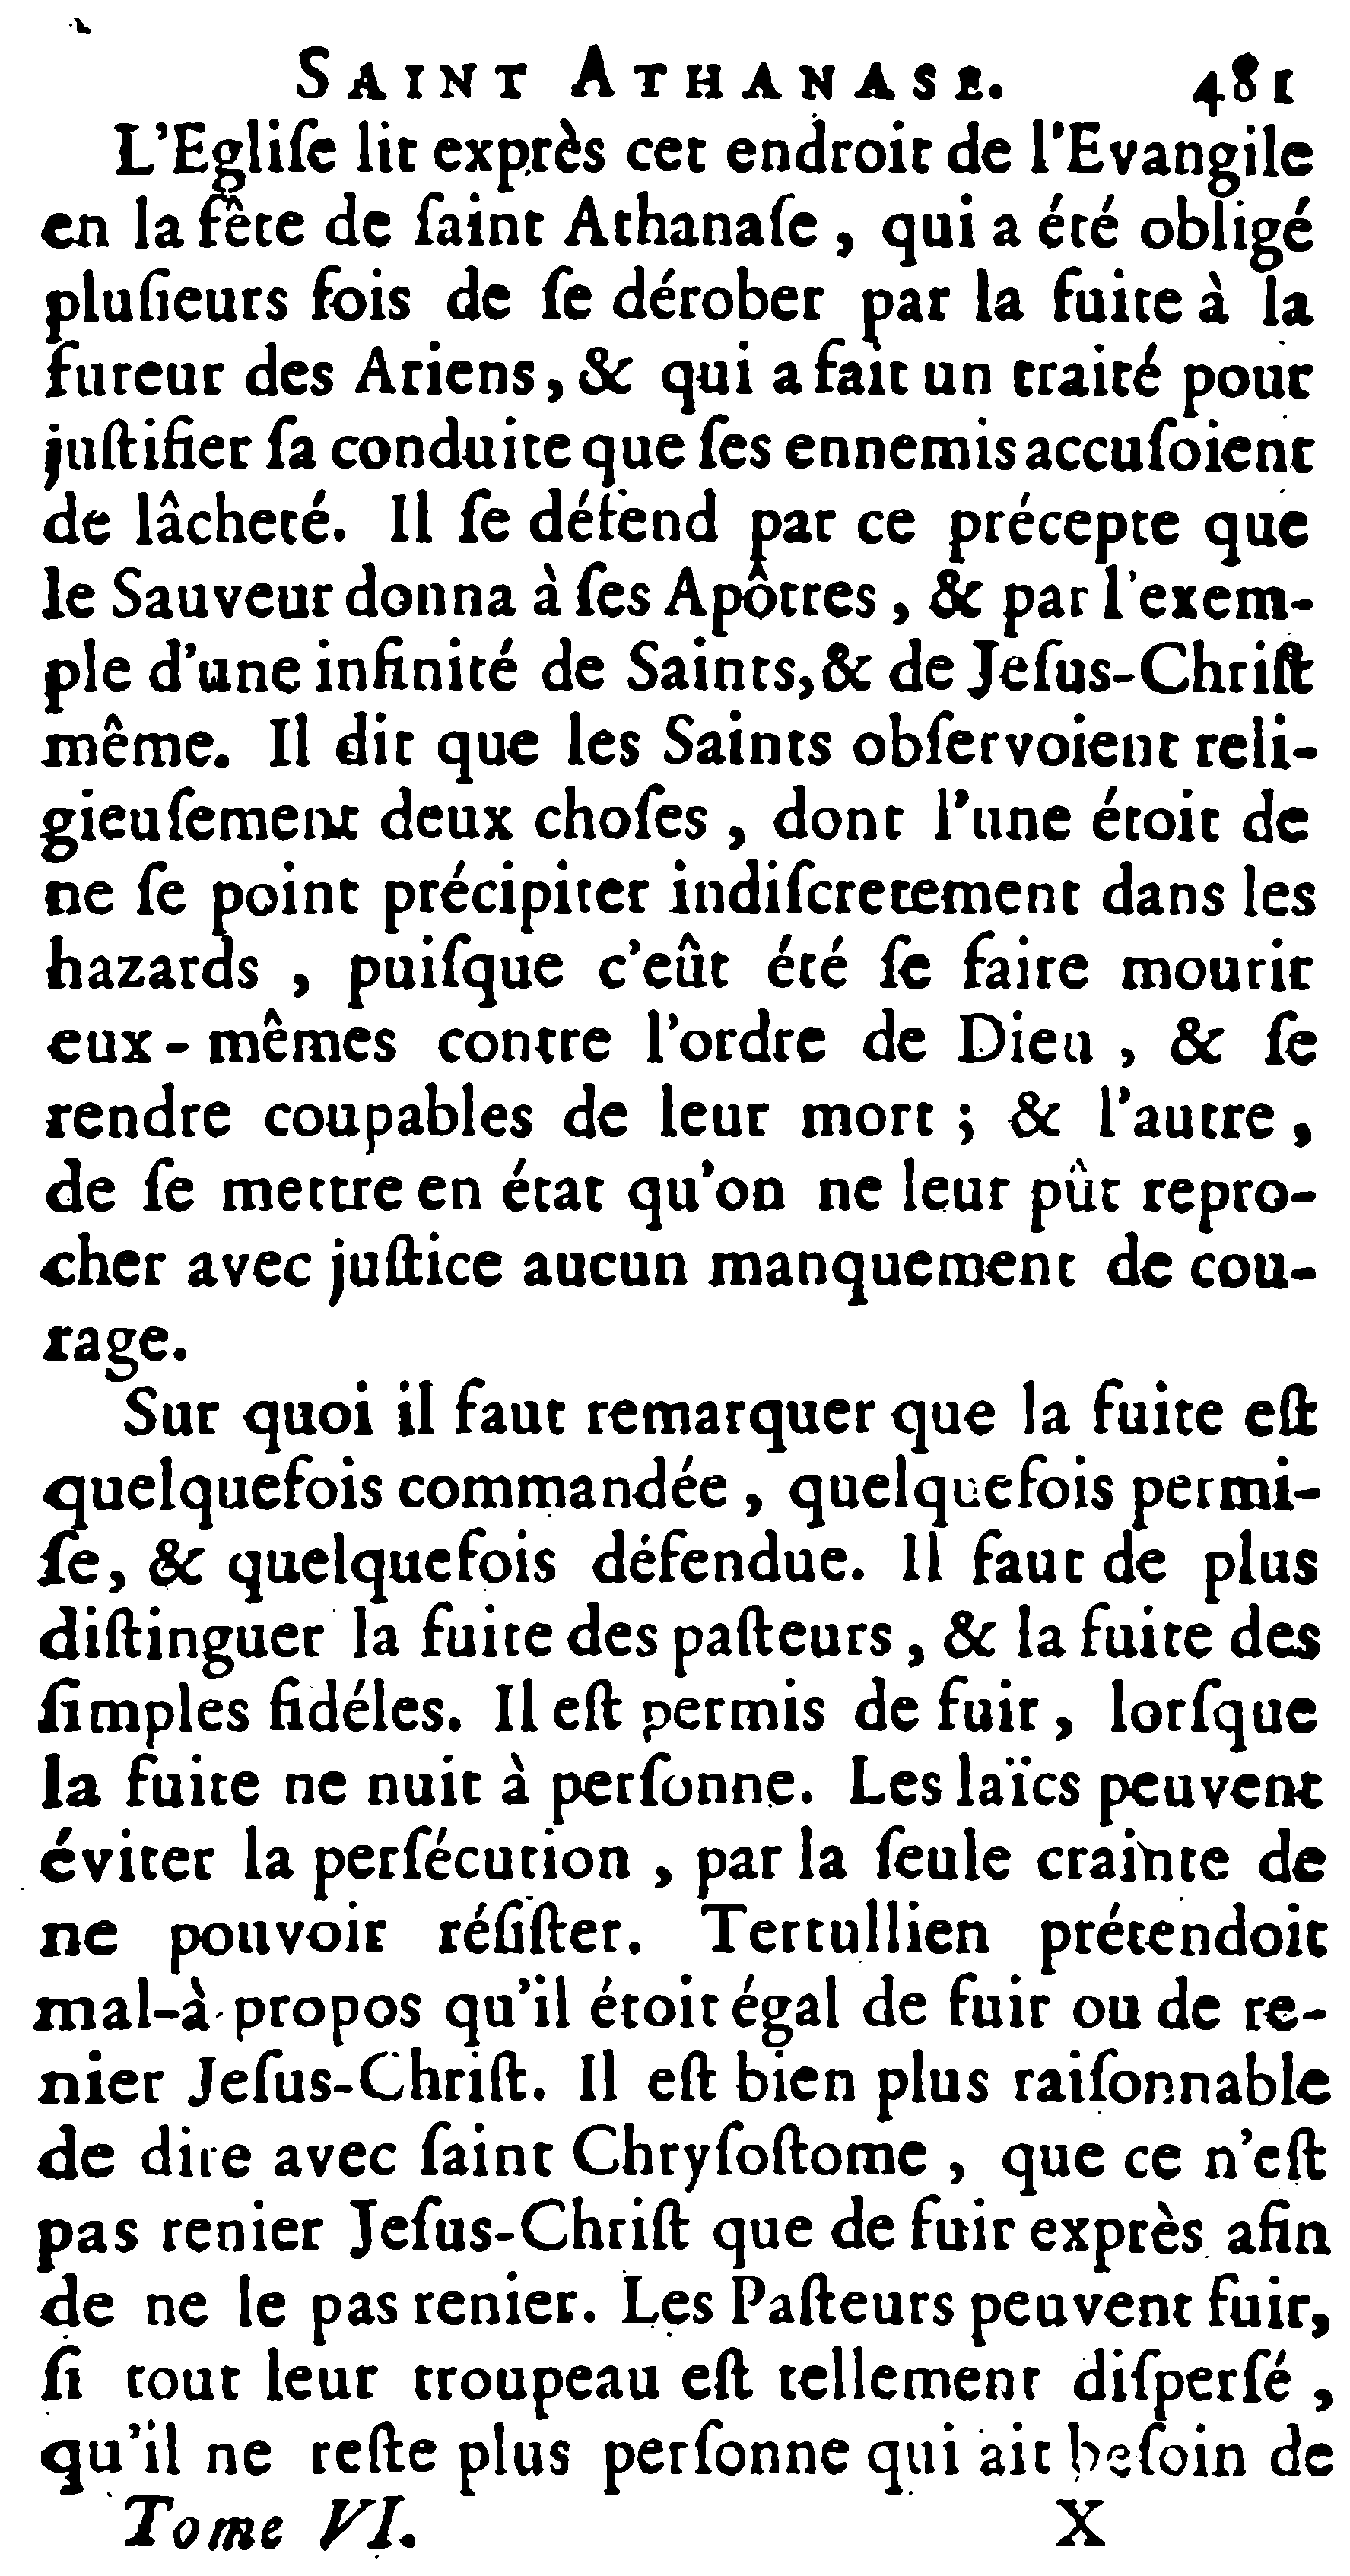 SAINT ATHANASE. 481
L'Egliſe lit exprès cet endroit de l'Evangile
en la fête de ſaint Athanaſe, qui a été obligé
pluſieurs fois de ſe dérober par la fuite à la
fureur des Ariens, & qui a fait un traité pour
juſtifier ſa conduite que ſes ennemis accuſoient
de lâcheté. Il ſe défend par ce précepte que
le Sauveur donna à ſes Apôtres, & par l'exem-
ple d'une infinité de Saints, & de Jeſus-Chriſt
même. Il dit que les Saints obſervoient reli-
gieuſement deux choſes, dont l'une étoit de
ne ſe point précipiter indiſcretement dans les
hazards, puiſque c'eût été ſe faire mourir
eux-mêmes contre l'ordre de Dieu, & ſe
rendre coupables de leur mort; & l'autre,
de ſe mettre en état qu'on ne leur pût repro-
cher avec juſtice aucun manquement de cou-
rage.
Sur quoi il faut remarquer que la fuite eſt
quelquefois commandée, quelquefois permi-
ſe, & quelquefois défendue. Il faut de plus
diſtinguer la fuite des paſteurs, & la fuite des
ſimples fidéles. Il eſt permis de fuir, lorſque
la fuite ne nuit à perſonne. Les laïcs peuvent
éviter la perſécution, par la ſeule crainte de
ne pouvoir réſiſter. Tertullien prétendoit
mal-à-propos qu'il étoit égal de fuir ou de re-
nier Jeſus-Chriſt. Il eſt bien plus raiſonnable
de dire avec ſaint Chryſoſtome, que ce n'eſt
pas renier Jeſus-Chriſt que de fuir exprès afin
de ne le pas renier. Les Paſteurs peuvent fuir,
ſi tout leur troupeau eſt tellement diſperſé,
qu'il ne reſte plus perſonne qui ait beſoin de
Tome VI. X